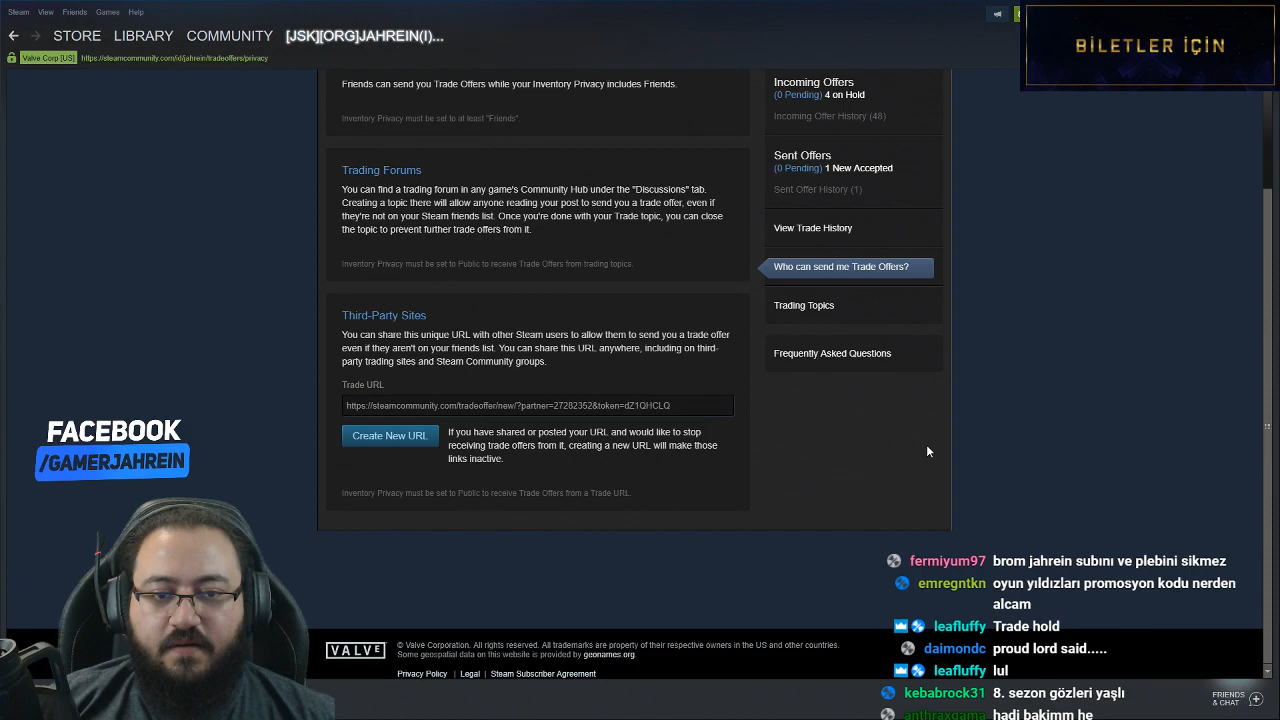 Steam View Friends Games Help
STORE LIBRARY COMMUNITY [JSK][ORG]JAHREIN(I)...
Valve Corp [US] https://steamcommunity.com/id/jahrein/tradeoffers/privacy
BİLETLER İÇİN
Friends can send you Trade Offers while your Inventory Privacy includes Friends.
Inventory Privacy must be set to at least "Friends".
Trading Forums
You can find a trading forum in any game's Community Hub under the "Discussions" tab.
Creating a topic there will allow anyone reading your post to send you a trade offer, even if
they're not on your Steam friends list. Once you're done with your Trade topic, you can close
the topic to prevent further trade offers from it.
Inventory Privacy must be set to Public to receive Trade Offers from trading topics.
Third-Party Sites
You can share this unique URL with other Steam users to allow them to send you a trade offer
even if they aren't on your friends list. You can share this URL anywhere, including on third-
party trading sites and Steam Community groups.
Trade URL
https://steamcommunity.com/tradeoffer/new/?partner=27282352&token=dZ1QHCLQ
Create New URL
If you have shared or posted your URL and would like to stop
receiving trade offers from it, creating a new URL will make those
links inactive.
Inventory Privacy must be set to Public to receive Trade Offers from a Trade URL.
Incoming Offers
(0 Pending) 4 on Hold
Incoming Offer History (48)
Sent Offers
(0 Pending) 1 New Accepted
Sent Offer History (1)
View Trade History
Who can send me Trade Offers?
Trading Topics
Frequently Asked Questions
FACEBOOK
/GAMERJAHREIN
fermiyum97 brom jahrein subını ve plebini sikmez
emregntkn oyun yıldızları promosyon kodu nerden
alcam
leafluffy Trade hold
daimondc proud lord said.....
leafluffy lul
kebabrock31 8. sezon gözleri yaşlı
anthraxgama hadi bakimm he
VALVE
© Valve Corporation. All rights reserved. All trademarks are property of their respective owners in the US and other countries.
Some geospatial data on this website is provided by geonames.org.
Privacy Policy | Legal | Steam Subscriber Agreement
FRIENDS
& CHAT